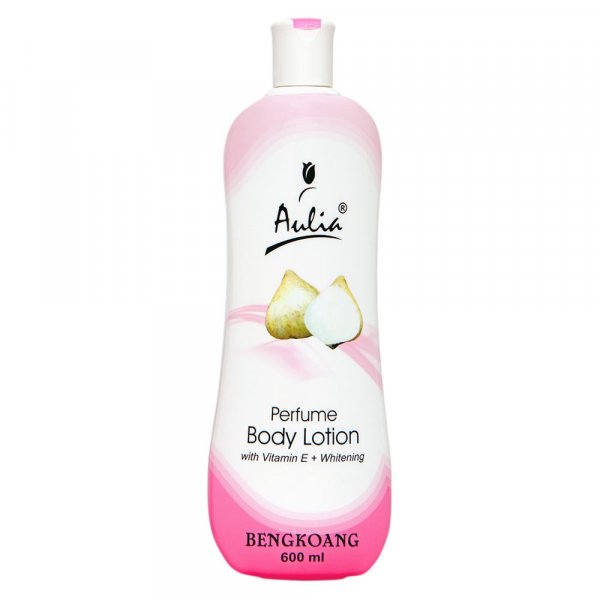 Aulia®
Perfume
Body Lotion
with Vitamin E + Whitening
BENGKOANG
600 ml